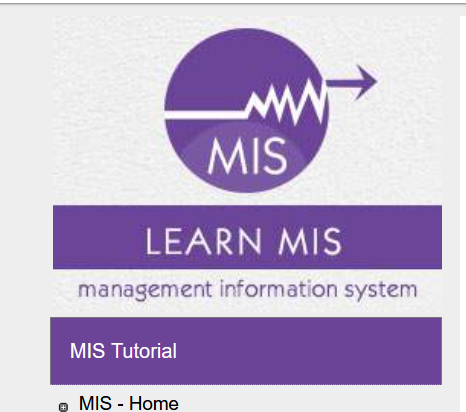 MIS
LEARN MIS
management information system
MIS Tutorial
MIS - Home